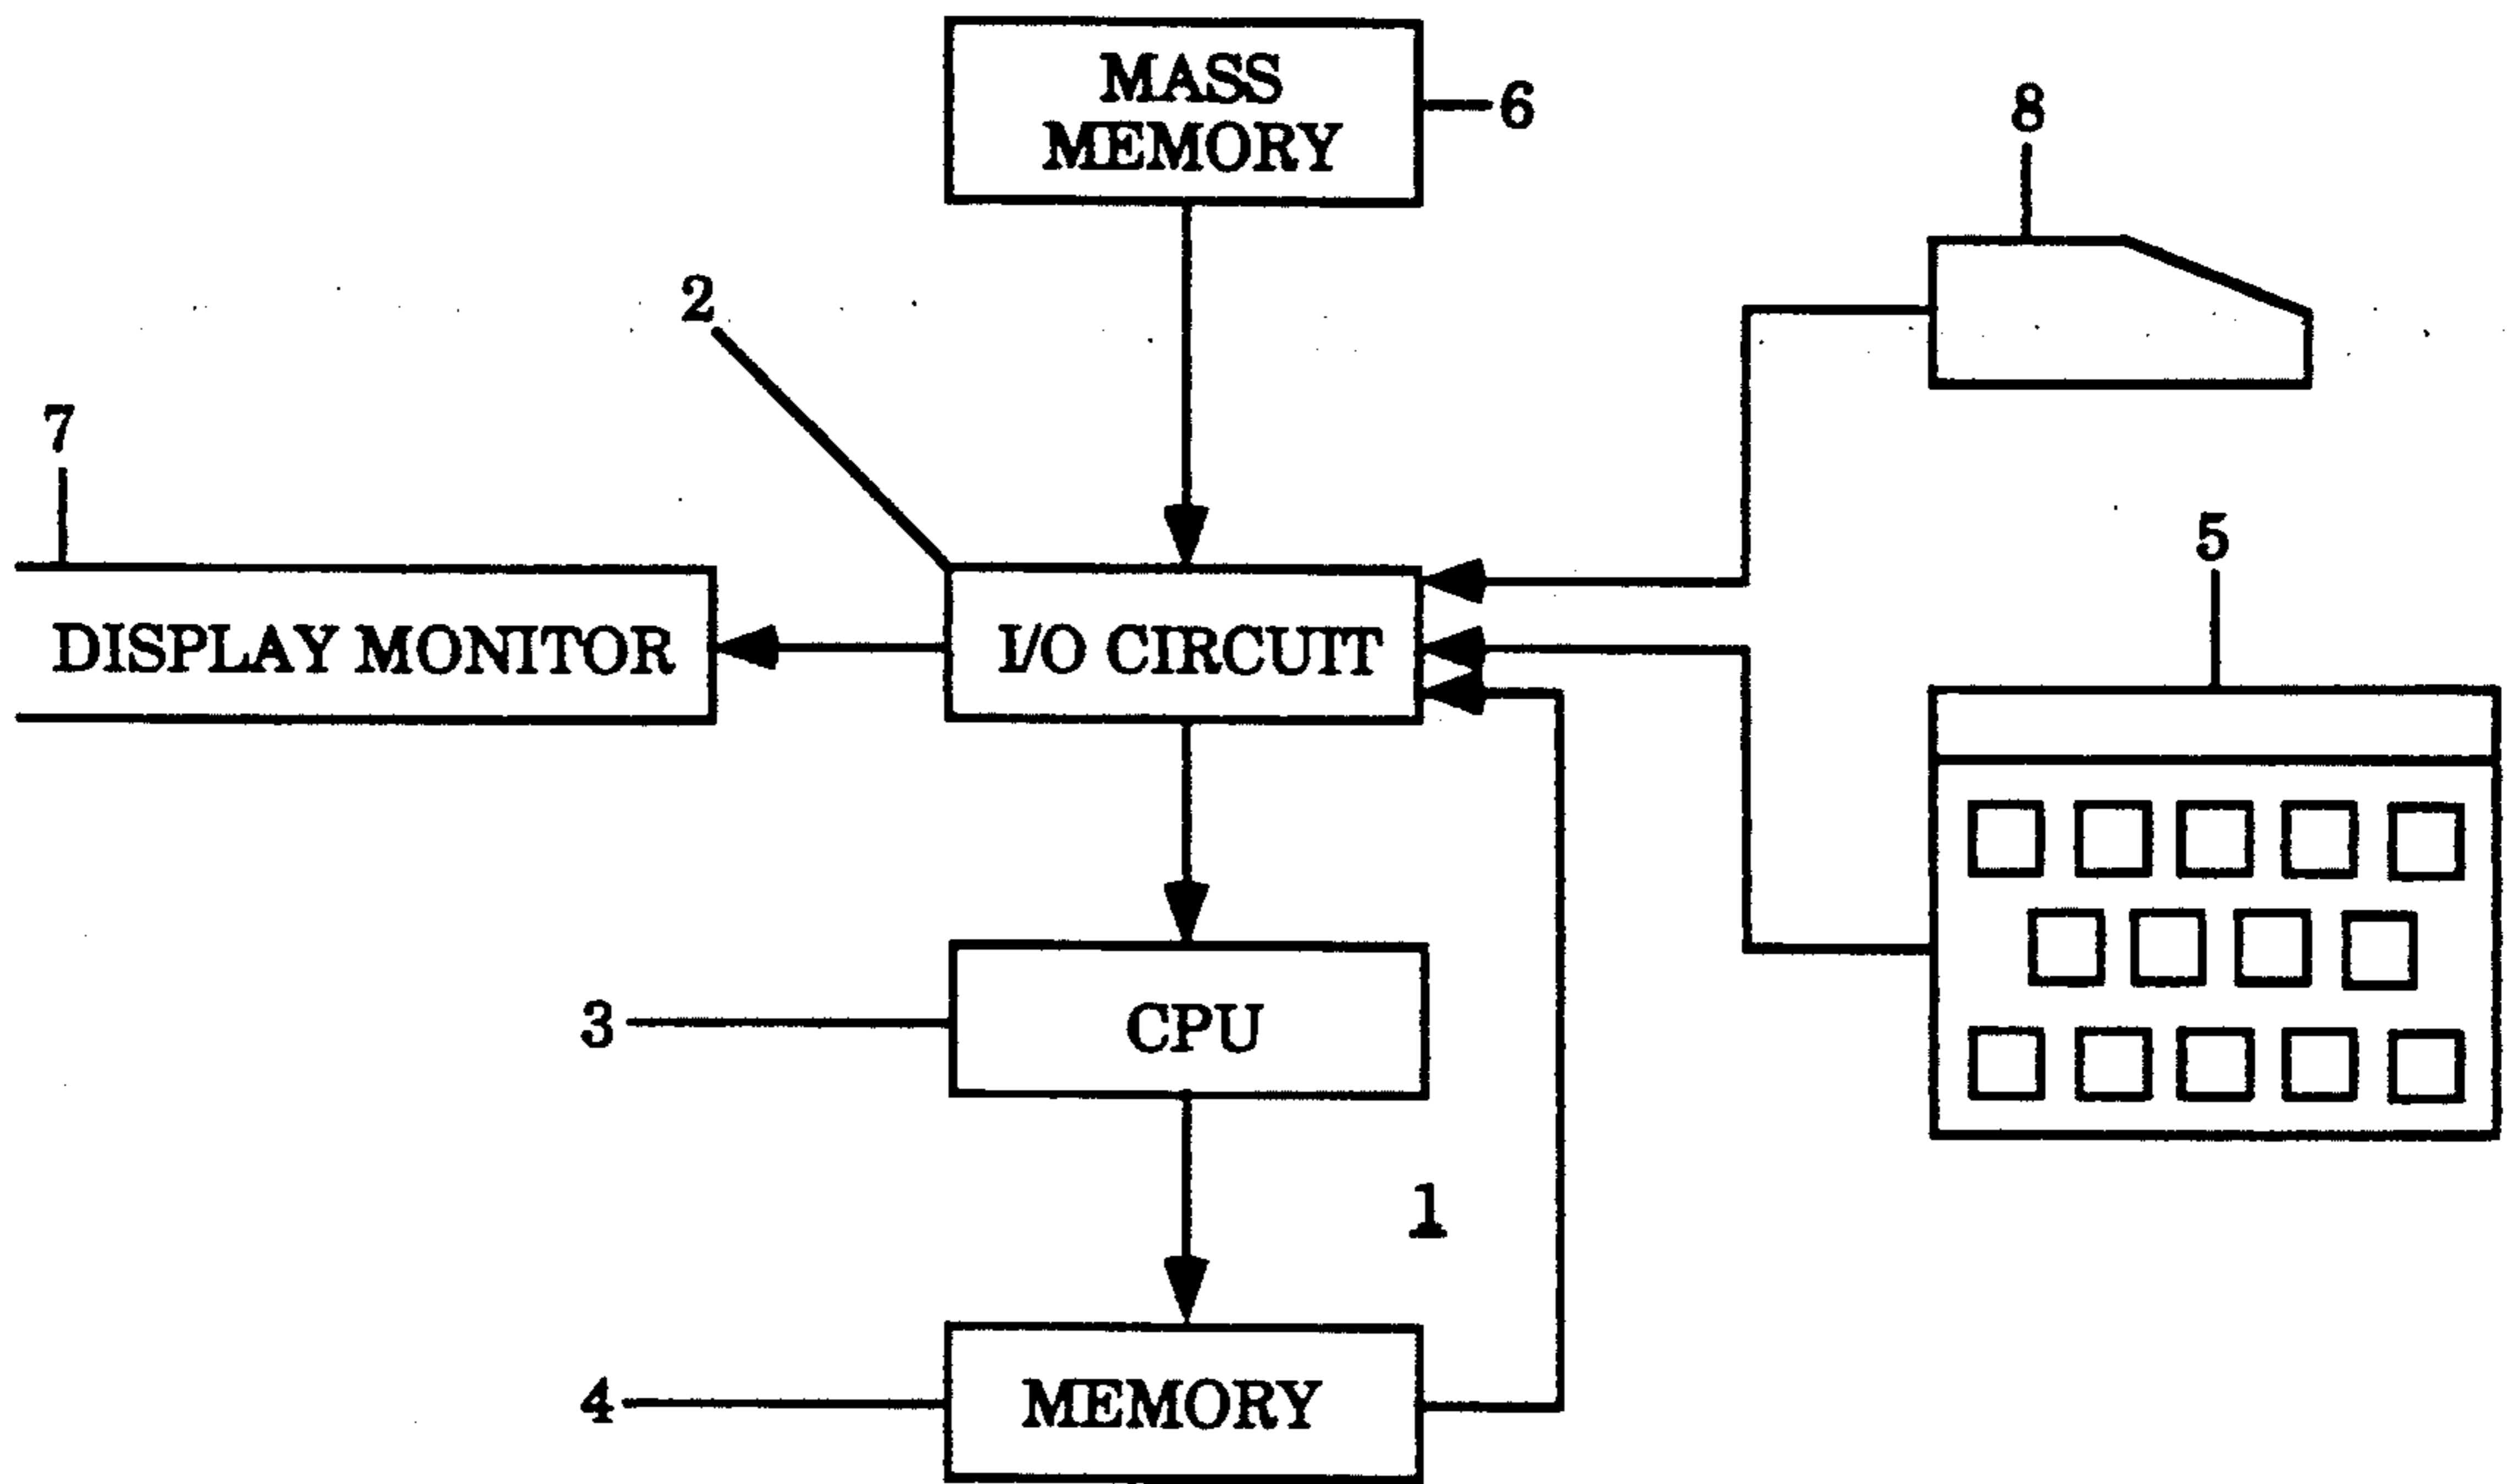 MASS
MEMORY
6
8
2
7
5
DISPLAY MONITOR
I/O CIRCUIT
3
CPU
1
4
MEMORY